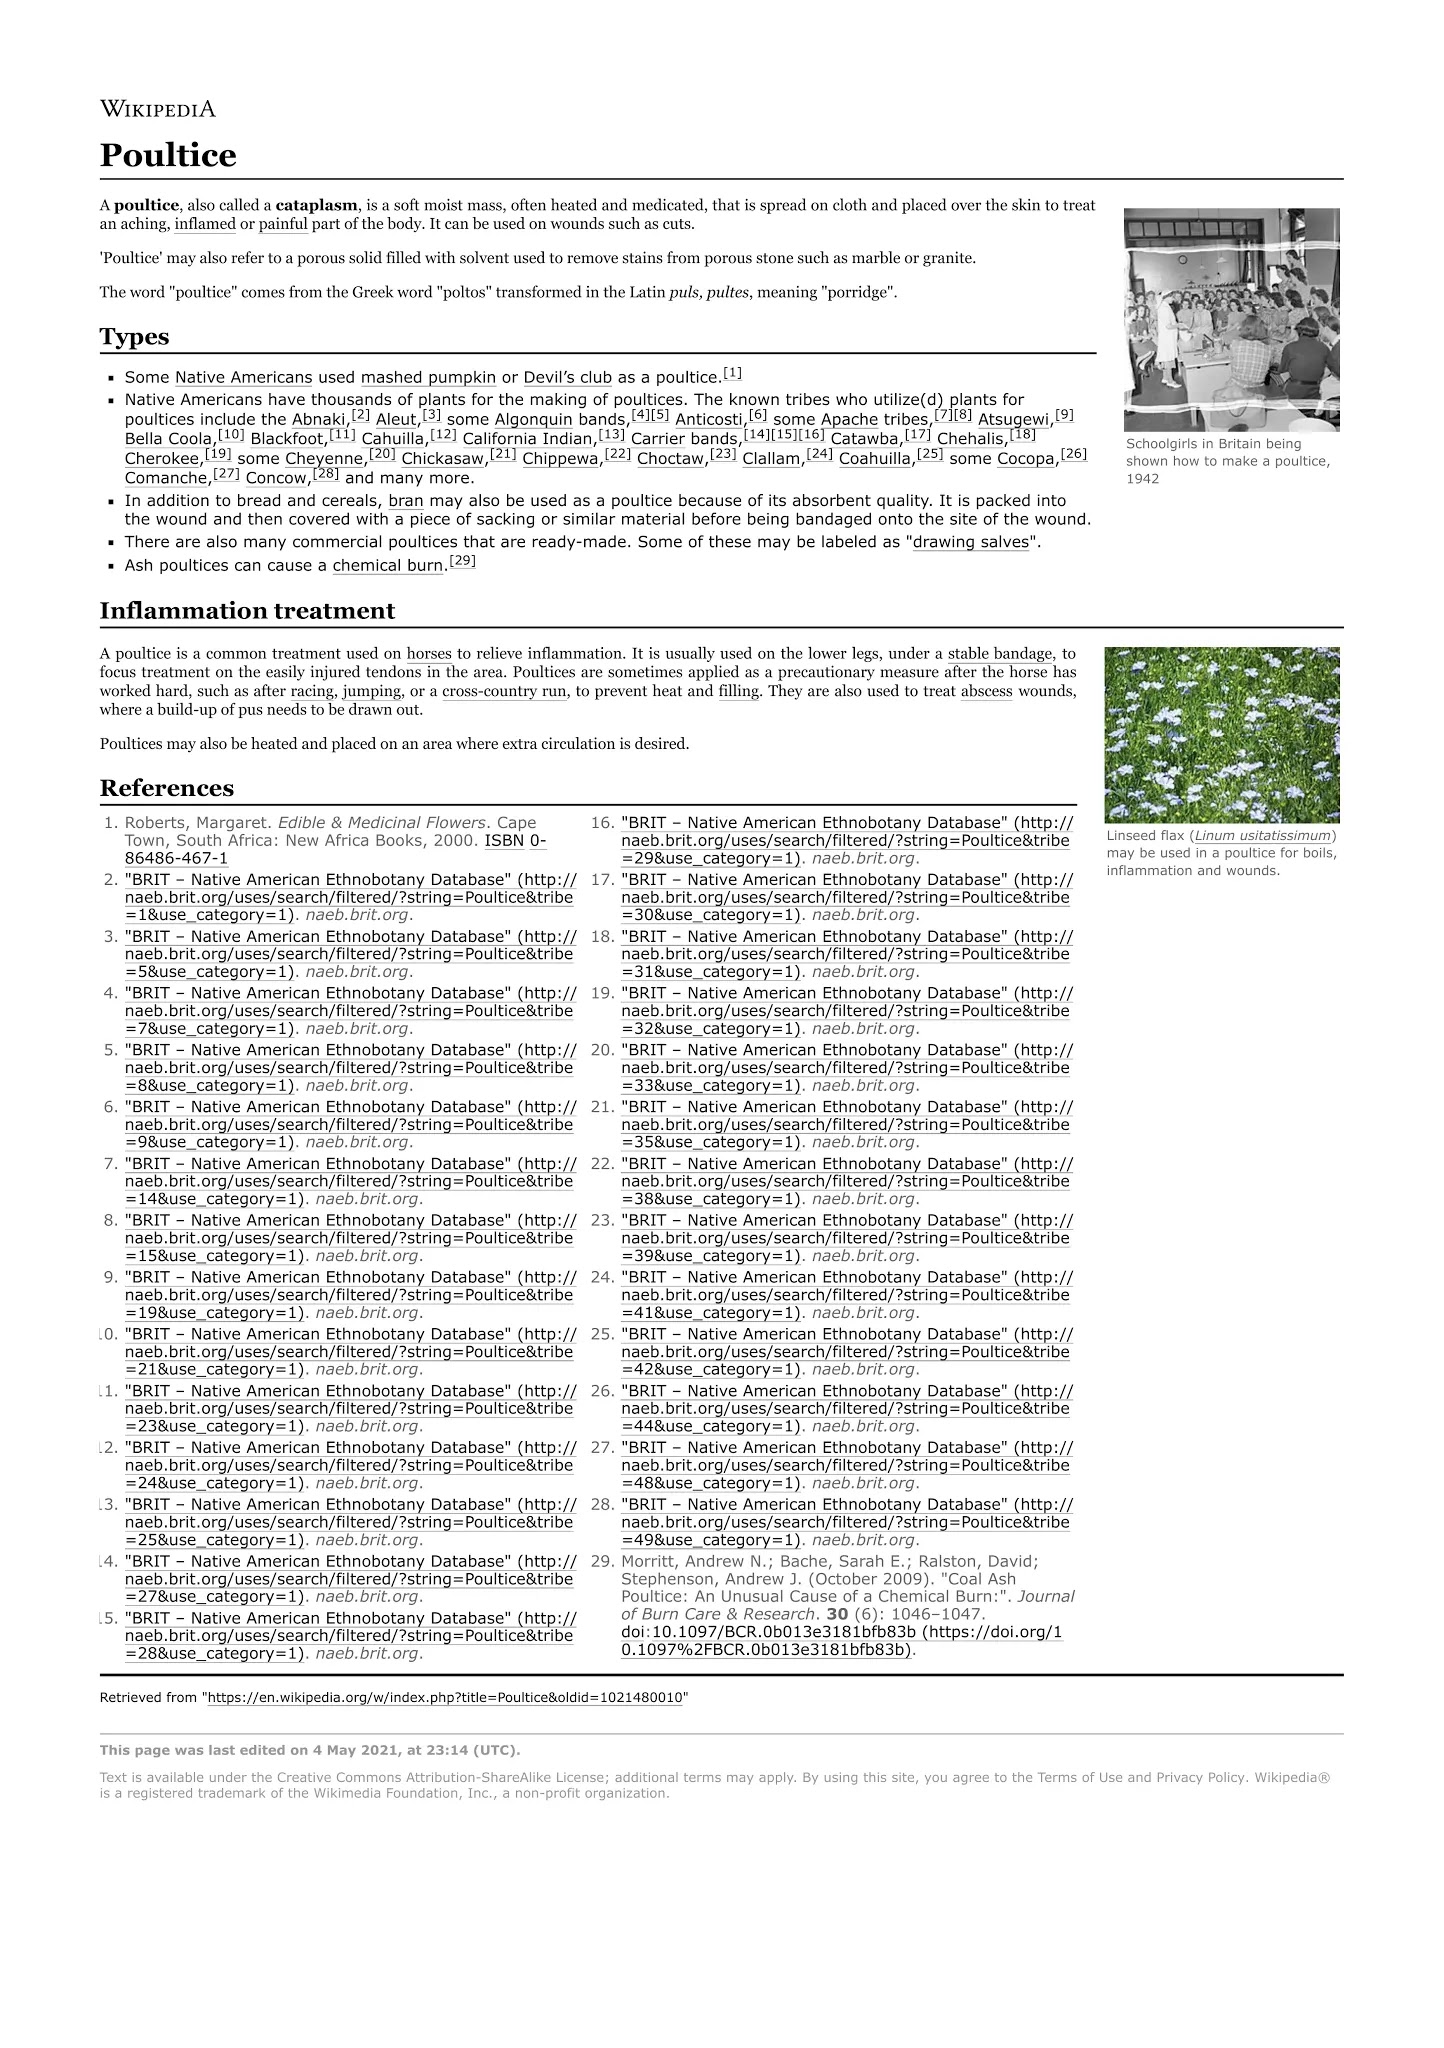 WIKIPEDIA
Poultice
A poultice, also called a cataplasm, is a soft moist mass, often heated and medicated, that is spread on cloth and placed over the skin to treat
an aching, inflamed or painful part of the body. It can be used on wounds such as cuts.
'Poultice' may also refer to a porous solid filled with solvent used to remove stains from porous stone such as marble or granite.
The word "poultice" comes from the Greek word "poltos" transformed in the Latin puls, pultes, meaning "porridge".
Schoolgirls in Britain being
shown how to make a poultice,
1942
Types
▪ Some Native Americans used mashed pumpkin or Devil's club as a poultice.[1]
▪ Native Americans have thousands of plants for the making of poultices. The known tribes who utilize(d) plants for
poultices include the Abnaki,[2] Aleut,[3] some Algonquin bands,[4][5] Anticosti,[6] some Apache tribes,[7][8] Atsugewi,[9]
Bella Coola,[10] Blackfoot,[11] Cahuilla,[12] California Indian,[13] Carrier bands,[14][15][16] Catawba,[17] Chehalis,[18]
Cherokee,[19] some Cheyenne,[20] Chickasaw,[21] Chippewa,[22] Choctaw,[23] Clallam,[24] Coahuilla,[25] some Cocopa,[26]
Comanche,[27] Concow,[28] and many more.
▪ In addition to bread and cereals, bran may also be used as a poultice because of its absorbent quality. It is packed into
the wound and then covered with a piece of sacking or similar material before being bandaged onto the site of the wound.
▪ There are also many commercial poultices that are ready-made. Some of these may be labeled as "drawing salves".
▪ Ash poultices can cause a chemical burn.[29]
Inflammation treatment
A poultice is a common treatment used on horses to relieve inflammation. It is usually used on the lower legs, under a stable bandage, to
focus treatment on the easily injured tendons in the area. Poultices are sometimes applied as a precautionary measure after the horse has
worked hard, such as after racing, jumping, or a cross-country run, to prevent heat and filling. They are also used to treat abscess wounds,
where a build-up of pus needs to be drawn out.
Poultices may also be heated and placed on an area where extra circulation is desired.
Linseed flax (Linum usitatissimum)
may be used in a poultice for boils,
inflammation and wounds.
References
1. Roberts, Margaret. Edible & Medicinal Flowers. Cape
Town, South Africa: New Africa Books, 2000. ISBN 0-
86486-467-1
2. "BRIT – Native American Ethnobotany Database" (http://
naeb.brit.org/uses/search/filtered/?string=Poultice&tribe
=1&use_category=1). naeb.brit.org.
3. "BRIT – Native American Ethnobotany Database" (http://
naeb.brit.org/uses/search/filtered/?string=Poultice&tribe
=5&use_category=1). naeb.brit.org.
4. "BRIT – Native American Ethnobotany Database" (http://
naeb.brit.org/uses/search/filtered/?string=Poultice&tribe
=7&use_category=1). naeb.brit.org.
5. "BRIT – Native American Ethnobotany Database" (http://
naeb.brit.org/uses/search/filtered/?string=Poultice&tribe
=8&use_category=1). naeb.brit.org.
6. "BRIT – Native American Ethnobotany Database" (http://
naeb.brit.org/uses/search/filtered/?string=Poultice&tribe
=9&use_category=1). naeb.brit.org.
7. "BRIT – Native American Ethnobotany Database" (http://
naeb.brit.org/uses/search/filtered/?string=Poultice&tribe
=14&use_category=1). naeb.brit.org.
8. "BRIT – Native American Ethnobotany Database" (http://
naeb.brit.org/uses/search/filtered/?string=Poultice&tribe
=15&use_category=1). naeb.brit.org.
9. "BRIT – Native American Ethnobotany Database" (http://
naeb.brit.org/uses/search/filtered/?string=Poultice&tribe
=19&use_category=1). naeb.brit.org.
10. "BRIT – Native American Ethnobotany Database" (http://
naeb.brit.org/uses/search/filtered/?string=Poultice&tribe
=21&use_category=1). naeb.brit.org.
11. "BRIT – Native American Ethnobotany Database" (http://
naeb.brit.org/uses/search/filtered/?string=Poultice&tribe
=23&use_category=1). naeb.brit.org.
12. "BRIT – Native American Ethnobotany Database" (http://
naeb.brit.org/uses/search/filtered/?string=Poultice&tribe
=24&use_category=1). naeb.brit.org.
13. "BRIT – Native American Ethnobotany Database" (http://
naeb.brit.org/uses/search/filtered/?string=Poultice&tribe
=25&use_category=1). naeb.brit.org.
14. "BRIT – Native American Ethnobotany Database" (http://
naeb.brit.org/uses/search/filtered/?string=Poultice&tribe
=27&use_category=1). naeb.brit.org.
15. "BRIT – Native American Ethnobotany Database" (http://
naeb.brit.org/uses/search/filtered/?string=Poultice&tribe
=28&use_category=1). naeb.brit.org.
16. "BRIT – Native American Ethnobotany Database" (http://
naeb.brit.org/uses/search/filtered/?string=Poultice&tribe
=29&use_category=1). naeb.brit.org.
17. "BRIT – Native American Ethnobotany Database" (http://
naeb.brit.org/uses/search/filtered/?string=Poultice&tribe
=30&use_category=1). naeb.brit.org.
18. "BRIT – Native American Ethnobotany Database" (http://
naeb.brit.org/uses/search/filtered/?string=Poultice&tribe
=31&use_category=1). naeb.brit.org.
19. "BRIT – Native American Ethnobotany Database" (http://
naeb.brit.org/uses/search/filtered/?string=Poultice&tribe
=32&use_category=1). naeb.brit.org.
20. "BRIT – Native American Ethnobotany Database" (http://
naeb.brit.org/uses/search/filtered/?string=Poultice&tribe
=33&use_category=1). naeb.brit.org.
21. "BRIT – Native American Ethnobotany Database" (http://
naeb.brit.org/uses/search/filtered/?string=Poultice&tribe
=35&use_category=1). naeb.brit.org.
22. "BRIT – Native American Ethnobotany Database" (http://
naeb.brit.org/uses/search/filtered/?string=Poultice&tribe
=38&use_category=1). naeb.brit.org.
23. "BRIT – Native American Ethnobotany Database" (http://
naeb.brit.org/uses/search/filtered/?string=Poultice&tribe
=39&use_category=1). naeb.brit.org.
24. "BRIT – Native American Ethnobotany Database" (http://
naeb.brit.org/uses/search/filtered/?string=Poultice&tribe
=41&use_category=1). naeb.brit.org.
25. "BRIT – Native American Ethnobotany Database" (http://
naeb.brit.org/uses/search/filtered/?string=Poultice&tribe
=42&use_category=1). naeb.brit.org.
26. "BRIT – Native American Ethnobotany Database" (http://
naeb.brit.org/uses/search/filtered/?string=Poultice&tribe
=44&use_category=1). naeb.brit.org.
27. "BRIT – Native American Ethnobotany Database" (http://
naeb.brit.org/uses/search/filtered/?string=Poultice&tribe
=48&use_category=1). naeb.brit.org.
28. "BRIT – Native American Ethnobotany Database" (http://
naeb.brit.org/uses/search/filtered/?string=Poultice&tribe
=49&use_category=1). naeb.brit.org.
29. Morritt, Andrew N.; Bache, Sarah E.; Ralston, David;
Stephenson, Andrew J. (October 2009). "Coal Ash
Poultice: An Unusual Cause of a Chemical Burn:". Journal
of Burn Care & Research. 30 (6): 1046–1047.
doi:10.1097/BCR.0b013e3181bfb83b (https://doi.org/1
0.1097%2FBCR.0b013e3181bfb83b).
Retrieved from "https://en.wikipedia.org/w/index.php?title=Poultice&oldid=1021480010"
This page was last edited on 4 May 2021, at 23:14 (UTC).
Text is available under the Creative Commons Attribution-ShareAlike License; additional terms may apply. By using this site, you agree to the Terms of Use and Privacy Policy. Wikipedia®
is a registered trademark of the Wikimedia Foundation, Inc., a non-profit organization.